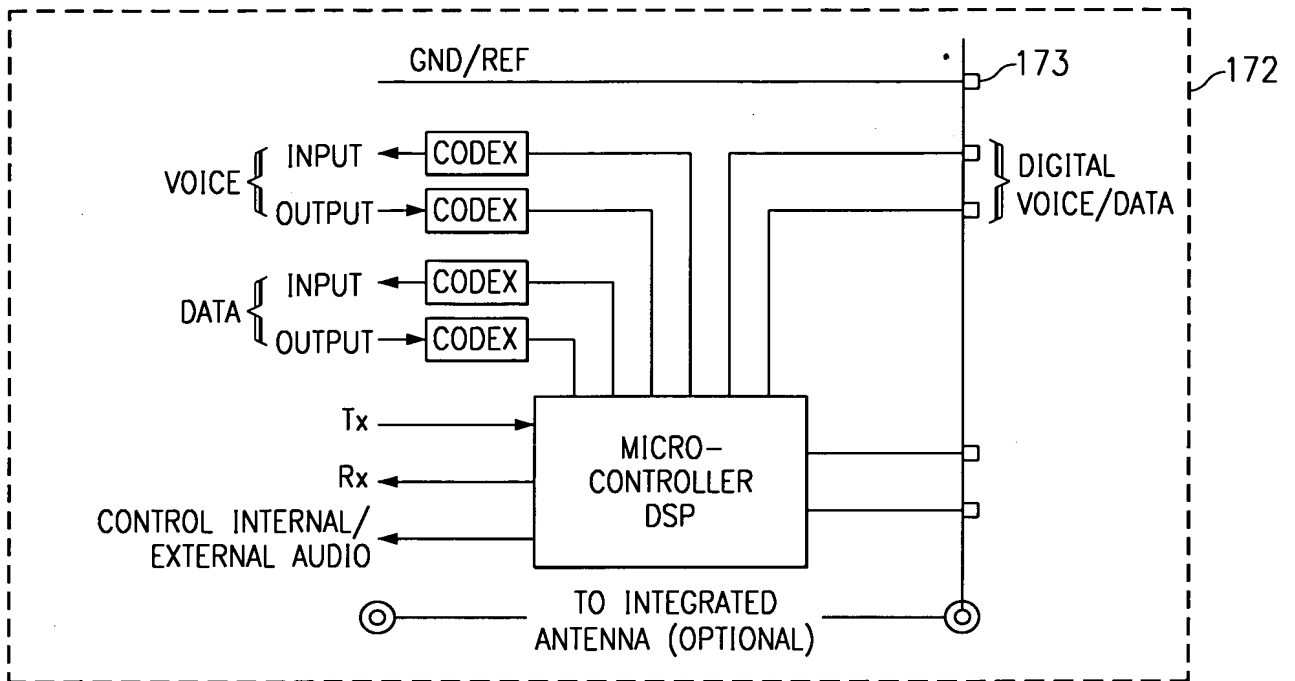 GND/REF
173
172
VOICE
INPUT
CODEX
OUTPUT
CODEX
DIGITAL
VOICE/DATA
DATA
INPUT
CODEX
OUTPUT
CODEX
Tx
Rx
CONTROL INTERNAL/
EXTERNAL AUDIO
MICRO-
CONTROLLER
DSP
TO INTEGRATED
ANTENNA (OPTIONAL)